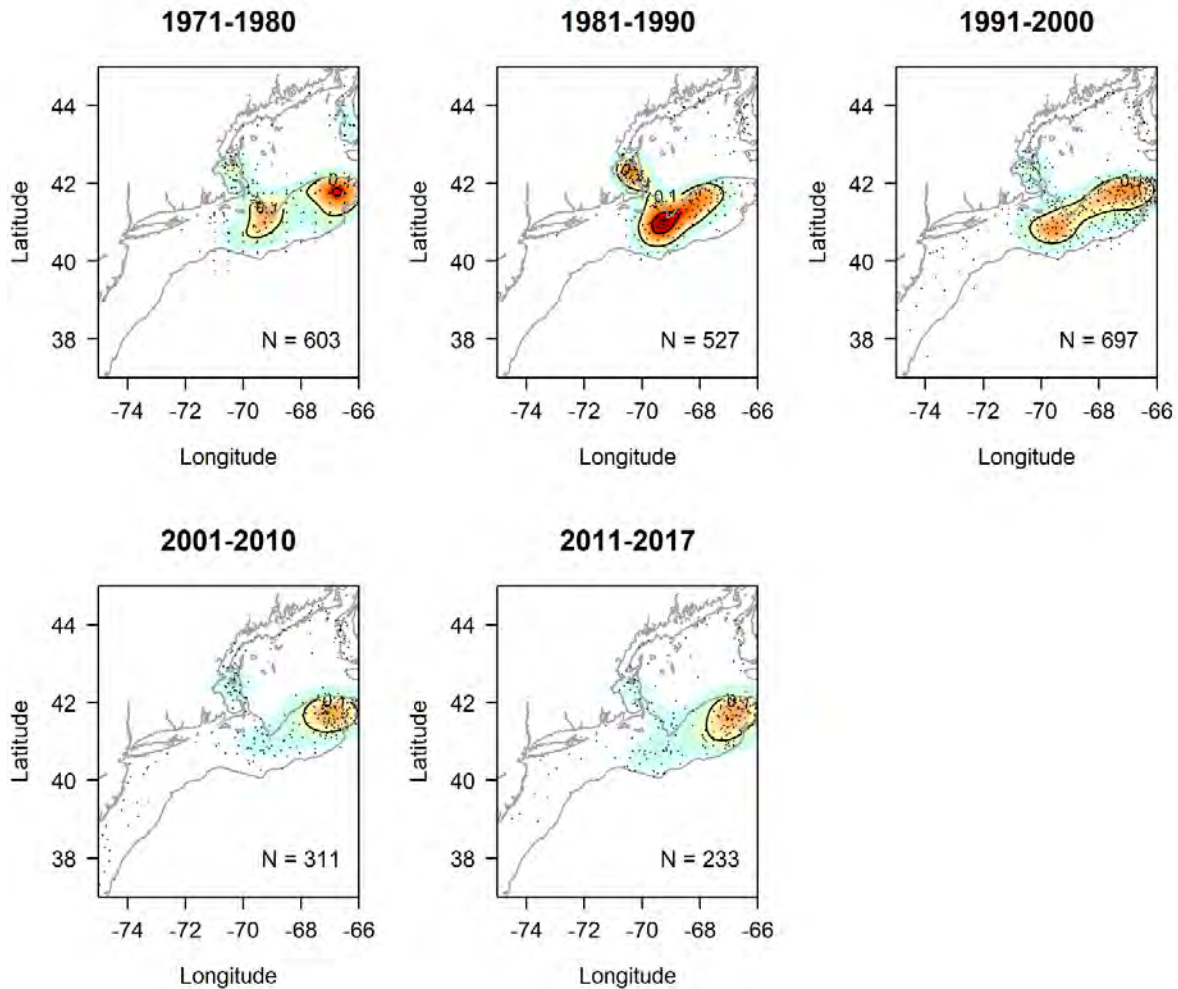 1971-1980 1981-1990 1991-2000
Latitude Latitude Latitude
44 44 44
42 42 42
40 40 40
38 38 38
0.1
N = 603 N = 527 N = 697
-74 -72 -70 -68 -66 -74 -72 -70 -68 -66 -74 -72 -70 -68 -66
Longitude Longitude Longitude
2001-2010 2011-2017
Latitude Latitude
44 44
42 42
40 40
38 38
0.1
N = 311 N = 233
-74 -72 -70 -68 -66 -74 -72 -70 -68 -66
Longitude Longitude